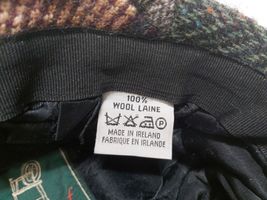 100%
WOOL LAINE
P
MADE IN IRELAND
FABRIQUE EN IRLANDE